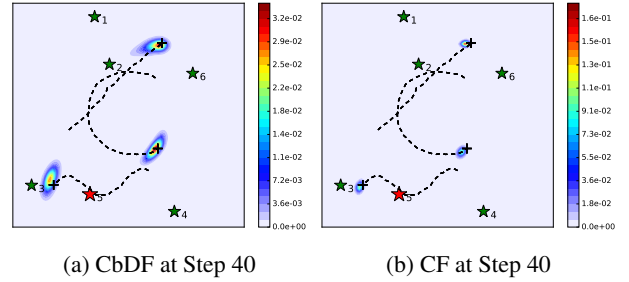 1
2
3
4
5
6
3.2e-02
2.9e-02
2.5e-02
2.2e-02
1.8e-02
1.4e-02
1.1e-02
7.2e-03
3.6e-03
0.0e+00
1
2
3
4
5
6
1.6e-01
1.4e-01
1.3e-01
1.1e-01
8.9e-02
7.1e-02
5.3e-02
3.6e-02
1.8e-02
0.0e+00
(a) CbDF at Step 40
(b) CF at Step 40